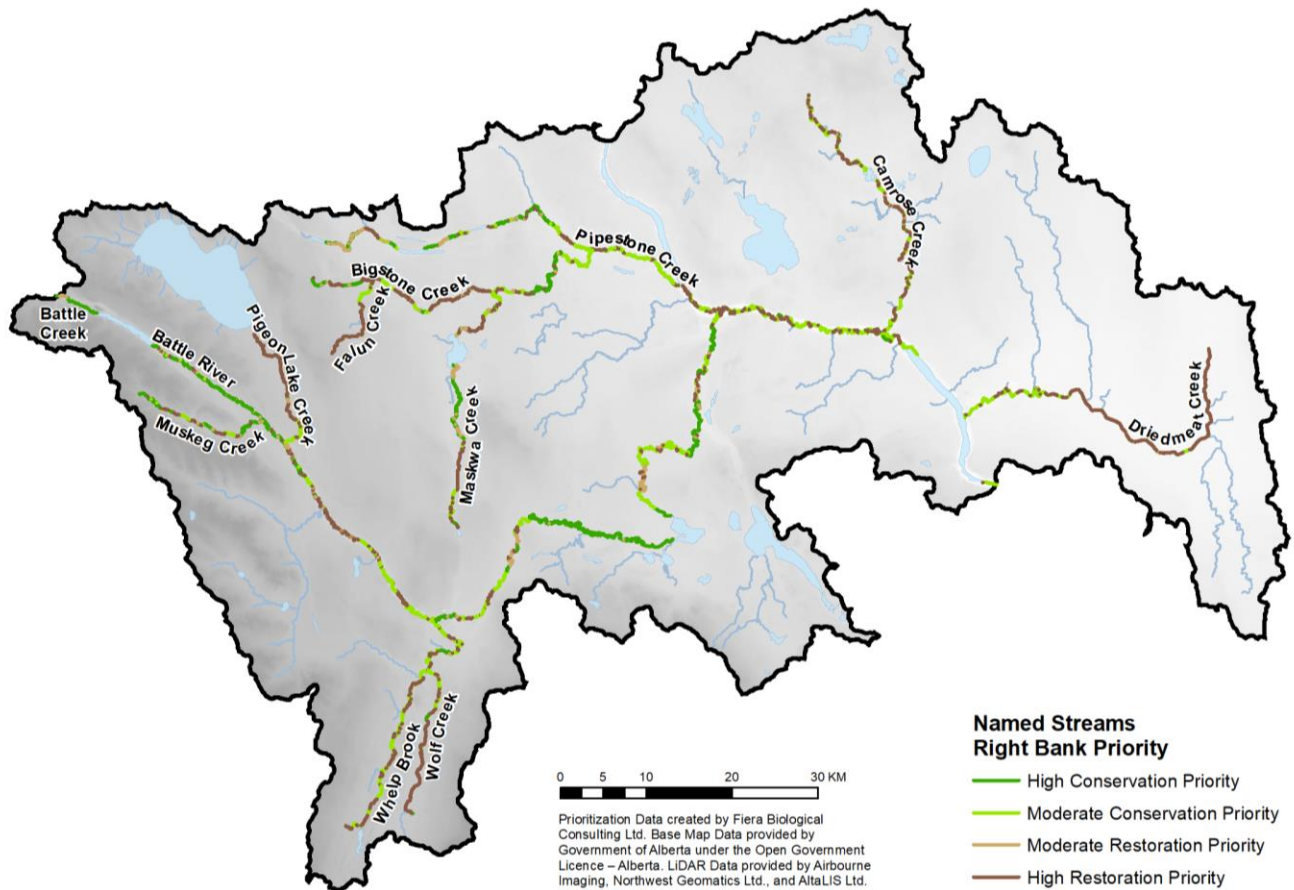 Camrose Creek
Pipestone Creek
Bigstone Creek
Falun Creek
Battle
Creek
Battle River
Pigeon Lake Creek
Muskeg Creek
Maskwa Creek
Driedmeat Creek
Whelp Brook
Wolf Creek
0 5 10 20 30 KM
Prioritization Data created by Fiera Biological
Consulting Ltd. Base Map Data provided by
Government of Alberta under the Open Government
Licence – Alberta. LiDAR Data provided by Airbourne
Imaging, Northwest Geomatics Ltd., and AltaLIS Ltd.
Named Streams
Right Bank Priority
High Conservation Priority
Moderate Conservation Priority
Moderate Restoration Priority
High Restoration Priority